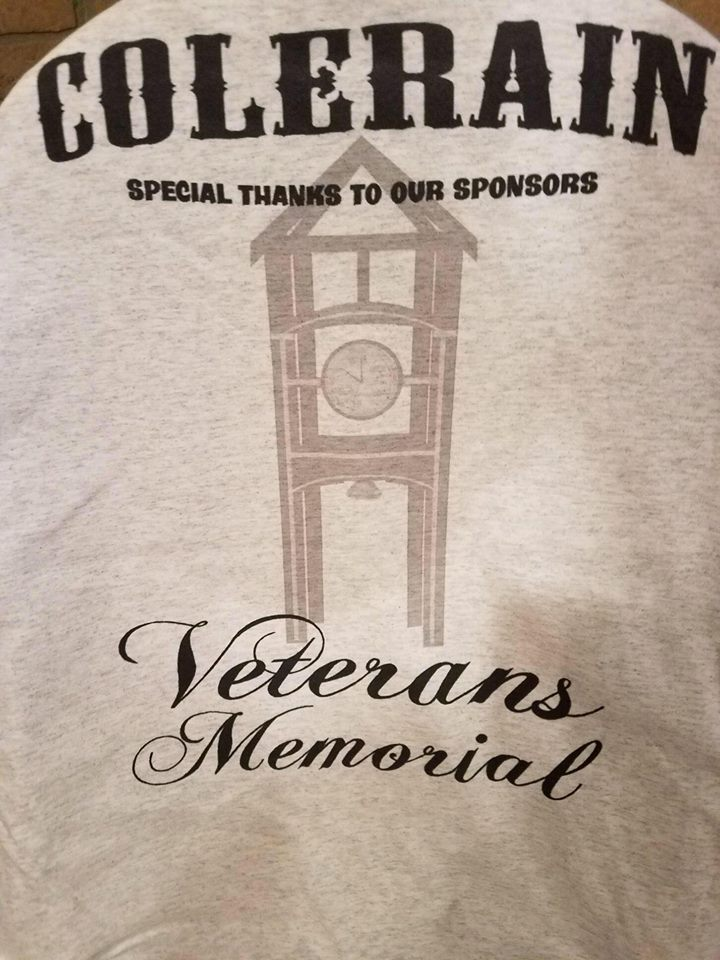 COLERAIN
SPECIAL THANKS TO OUR SPONSORS
Veterans
Memorial